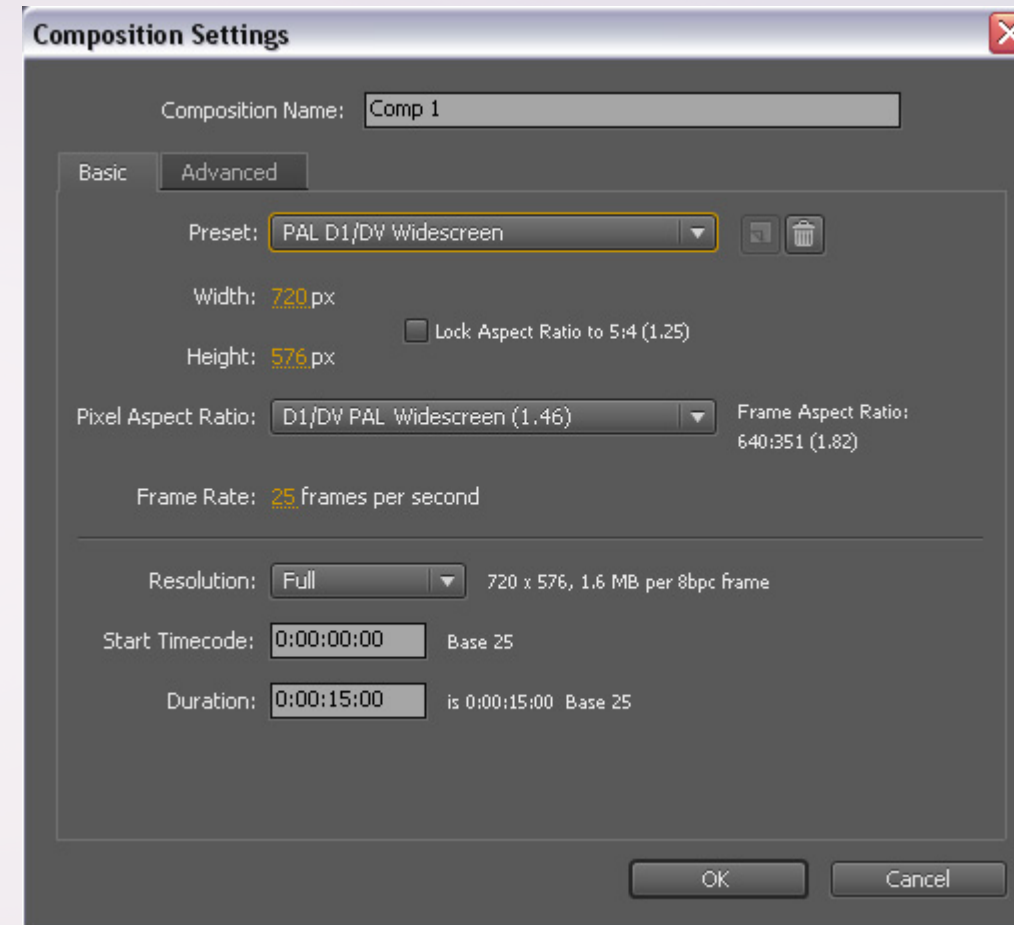 Composition Settings
Composition Name: Comp 1
Basic Advanced
Preset: PAL D1/DV Widescreen
Width: 720 px
Lock Aspect Ratio to 5:4 (1.25)
Height: 576 px
Pixel Aspect Ratio: D1/DV PAL Widescreen (1.46) Frame Aspect Ratio:
640:351 (1.82)
Frame Rate: 25 frames per second
Resolution: Full 720 x 576, 1.6 MB per 8bpc frame
Start Timecode: 0:00:00:00 Base 25
Duration: 0:00:15:00 is 0:00:15:00 Base 25
OK Cancel